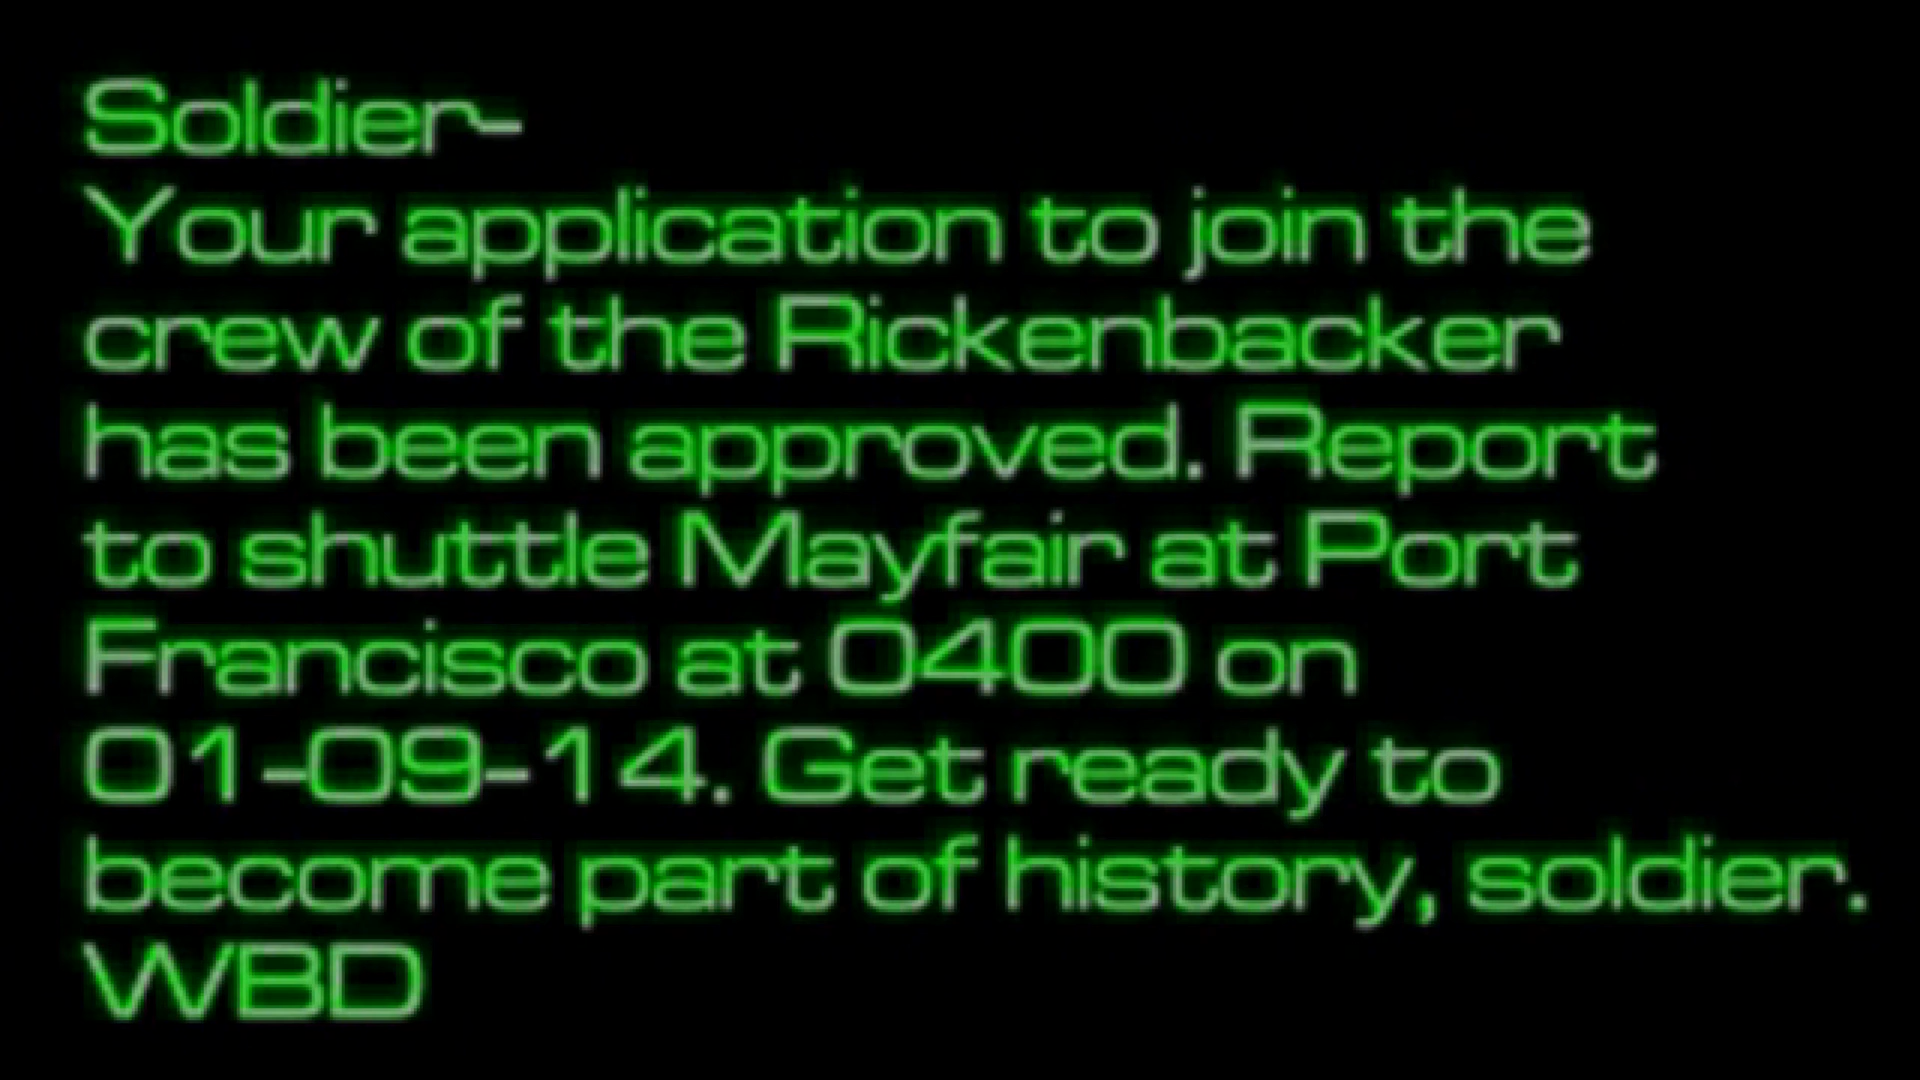 Soldier-
Your application to join the
crew of the Rickenbacker
has been approved. Report
to shuttle Mayfair at Port
Francisco at 0400 on
01-09-14. Get ready to
become part of history, soldier.
WBD